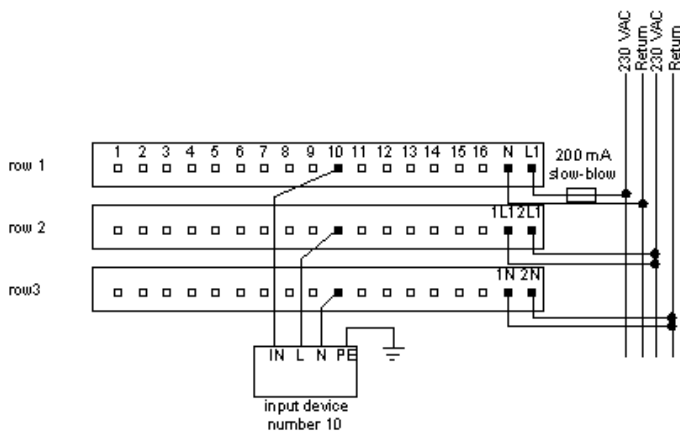 230 VAC
Return
230 VAC
Return
1 2 3 4 5 6 7 8 9 10 11 12 13 14 15 16 N L1
row 1
200 mA
slow-blow
1L1 2L1
row 2
1N 2N
row3
IN L N PE
input device
number 10